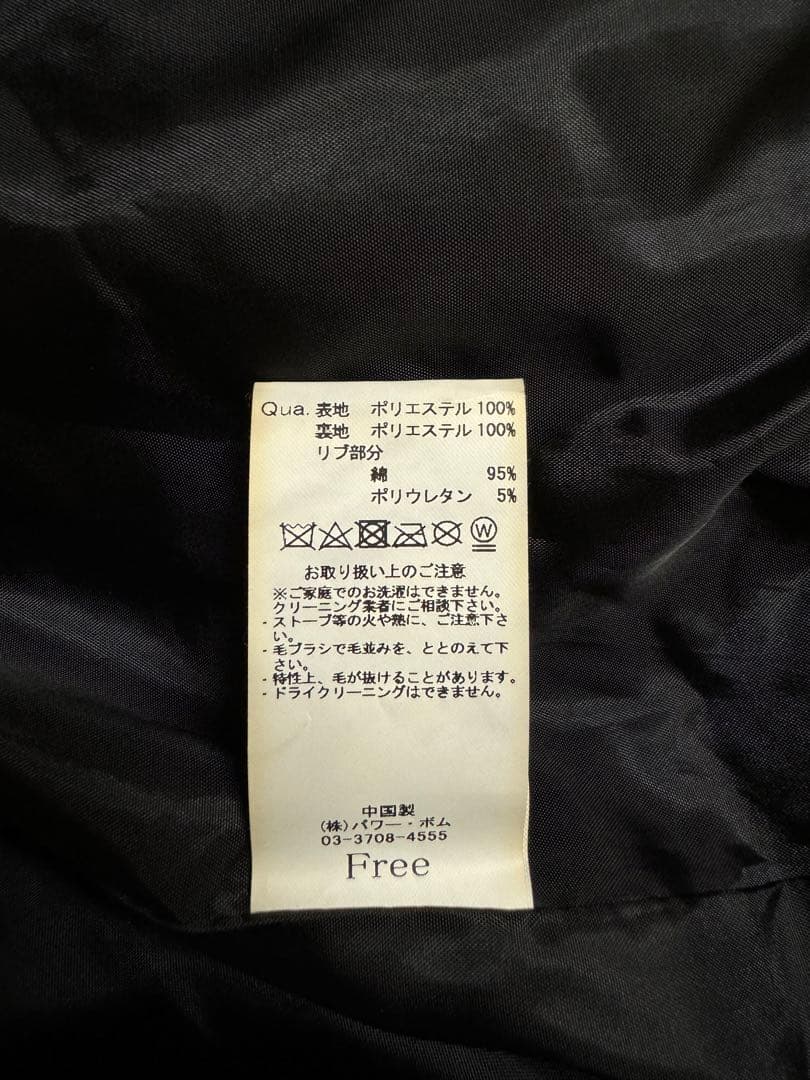 Qua. 表地 ポリエステル 100%
裏地 ポリエステル 100%
リブ部分
綿 95%
ポリウレタン 5%
W
お取り扱い上のご注意
※ご家庭でのお洗濯はできません。
クリーニング業者にご相談下さい。
- ストーブ等の火や熱に、ご注意下さ
い。
- 毛ブラシで毛並みを、ととのえて下
さい。
- 特性上、毛が抜けることがあります。
- ドライクリーニングはできません。
中国製
(株)パワー・ボム
03-3708-4555
Free